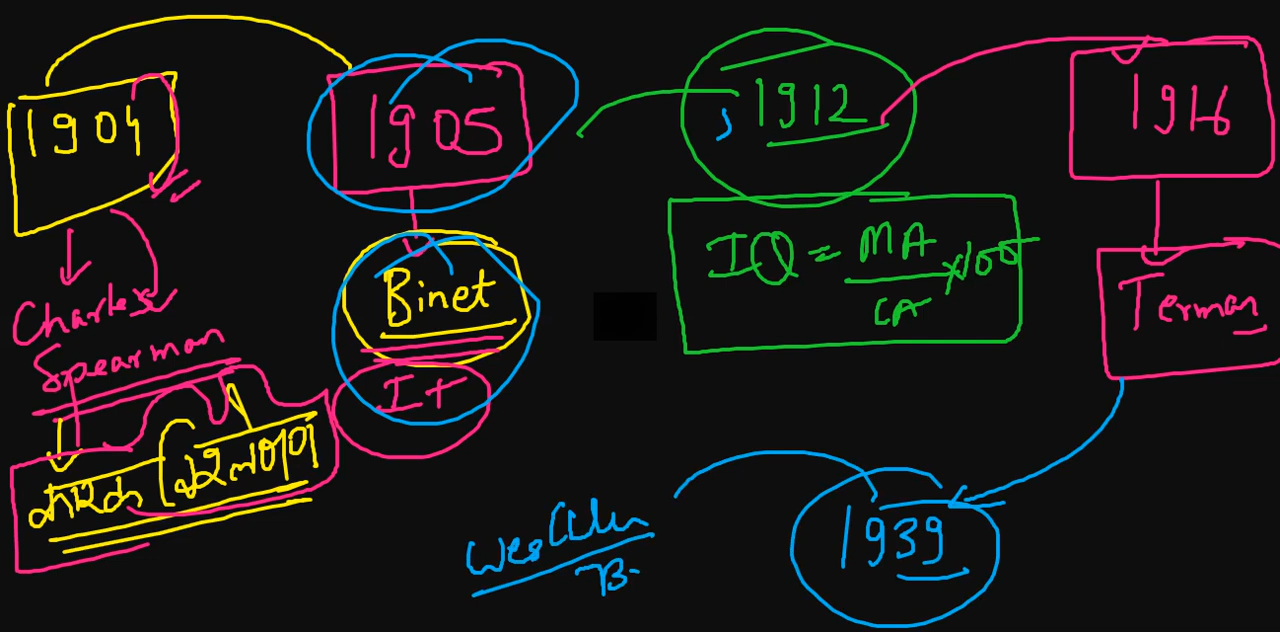 1904
1905
1912
1916
Charles
Spearman
Binet
IQ = MA
CA
×100
Terman
1939